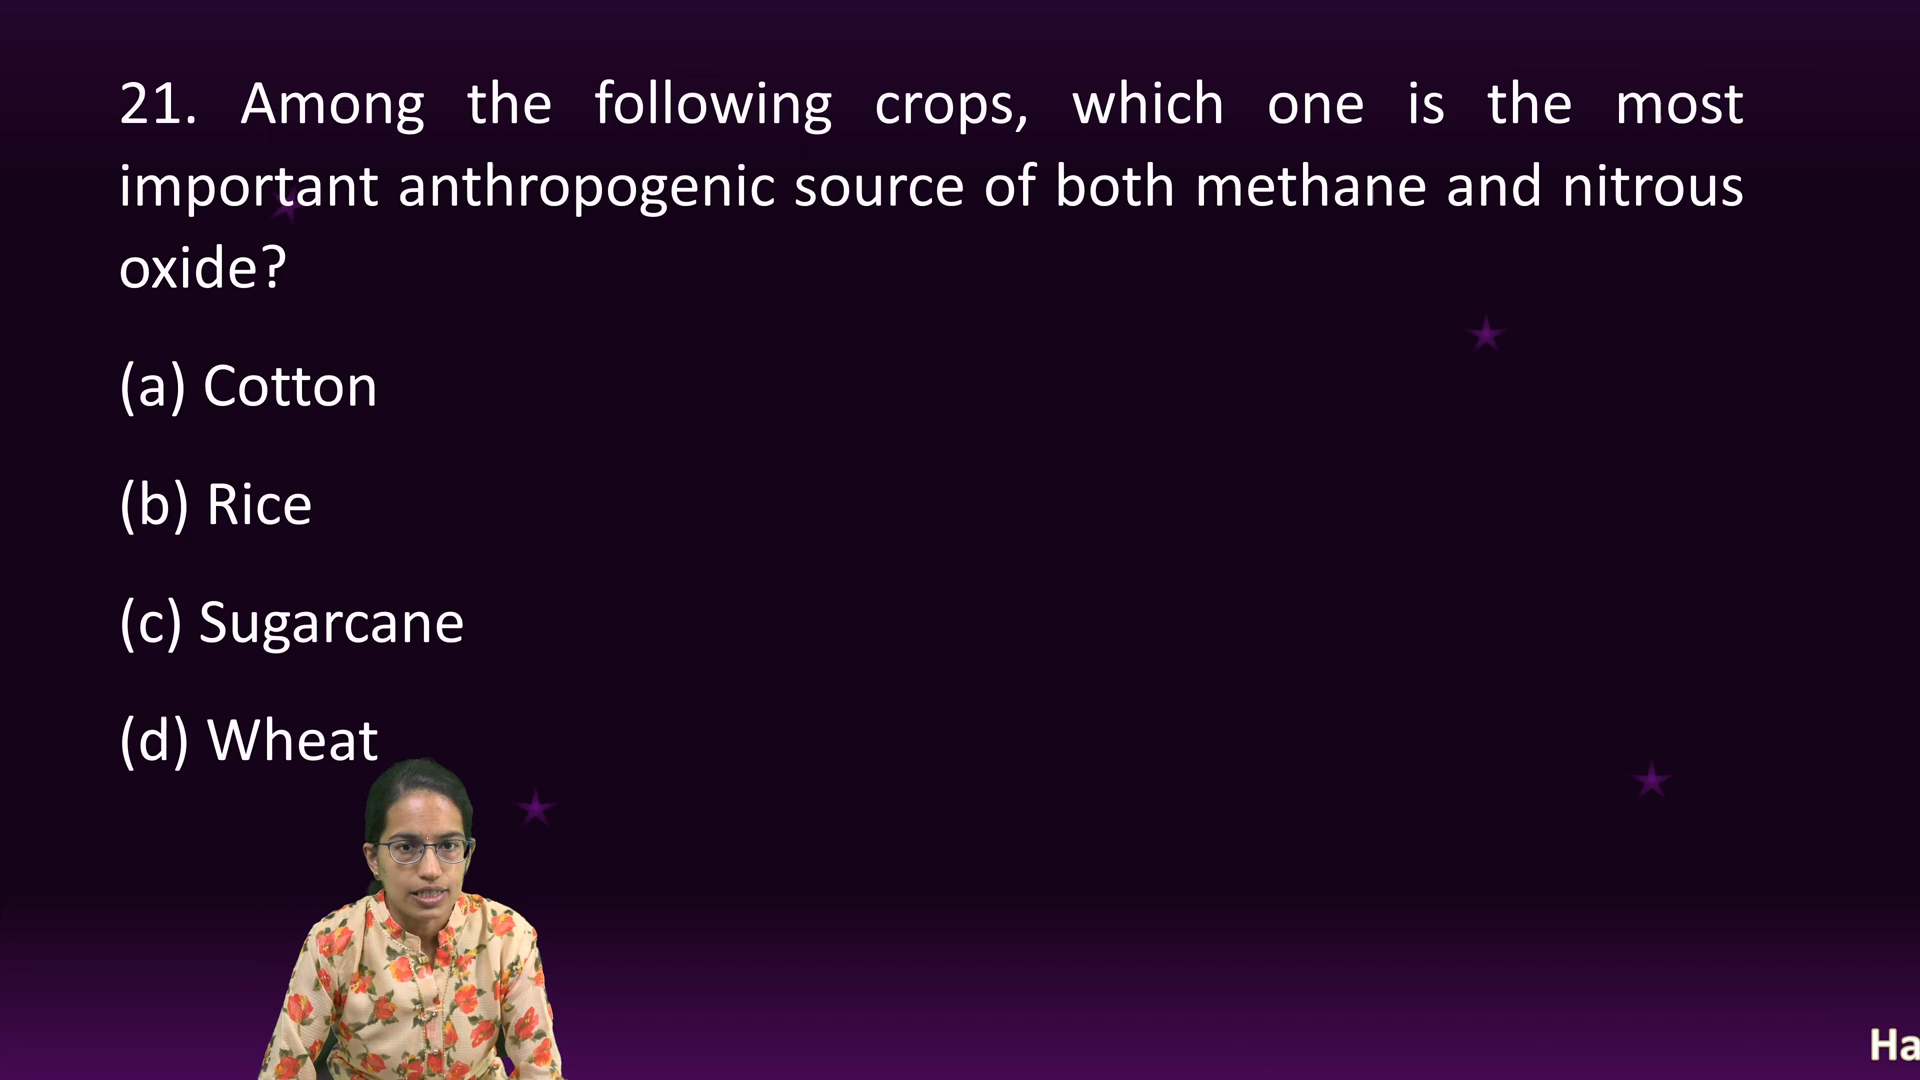 21. Among the following crops, which one is the most
important anthropogenic source of both methane and nitrous
oxide?
(a) Cotton
(b) Rice
(c) Sugarcane
(d) Wheat
Ha